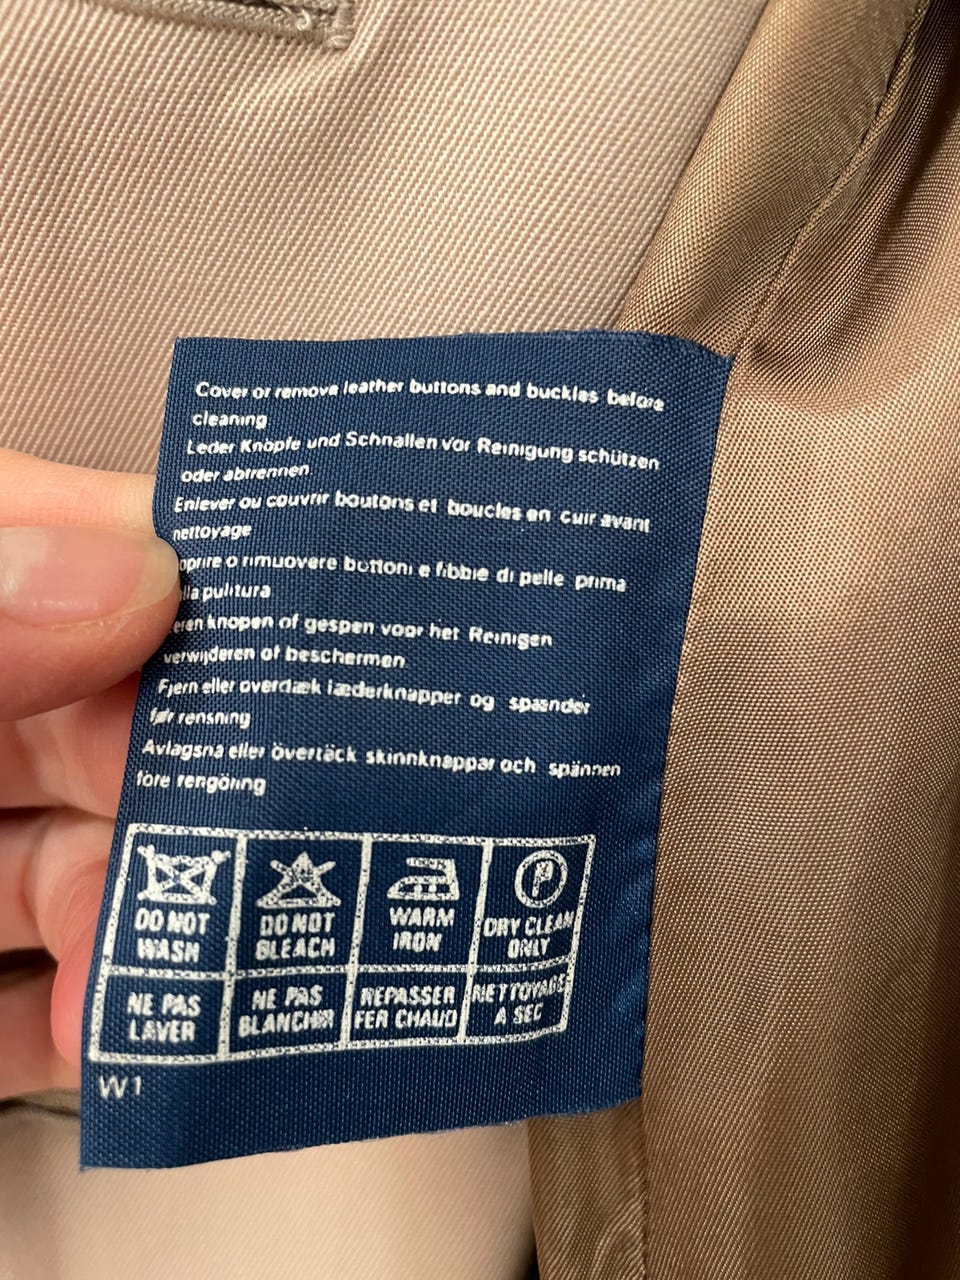 Cover or remove leather buttons and buckles before
cleaning
Leder Knöpfe und Schnallen vor Reinigung schützen
oder abtrennen
Enlever ou couvrir boutons et boucles en cuir avant
nettoyage
oprire o rimuovere bottoni e fibbie di pelle prima
lla pulitura
eren knopen of gespen voor het Reinigen
verwijderen of beschermen
Fjern eller overdæk læderknapper og spænder
før rensning
Avlagsna eller övertäck skinnknappar och spännen
fore rengöring
DO NOT WASH
DO NOT BLEACH
WARM IRON
P
DRY CLEAN ONLY
NE PAS LAVER
NE PAS BLANCHIR
REPASSER FER CHAUD
NETTOYAGE A SEC
W1